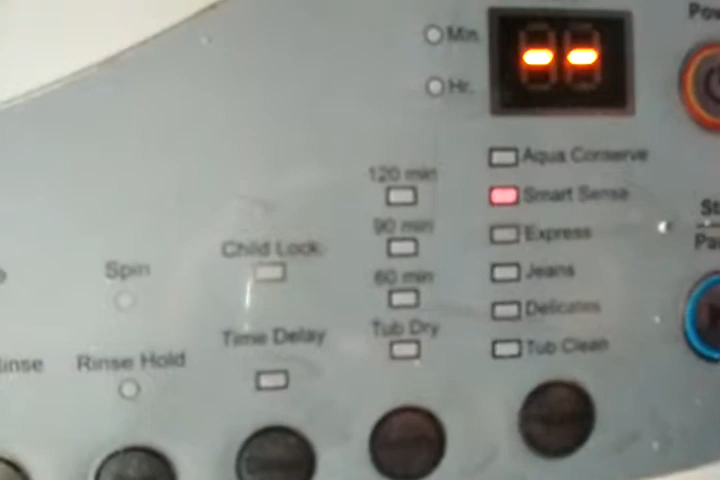 Min.
Hr.
--
Aqua Conserve
Smart Sense
Express
Jeans
Delicates
Tub Clean
120 min
90 min
60 min
Tub Dry
Child Lock
Time Delay
Spin
Rinse Hold